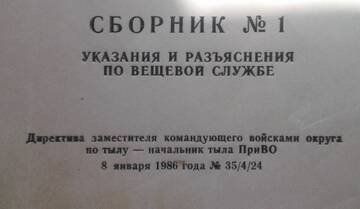 СБОРНИК № 1
УКАЗАНИЯ И РАЗЪЯСНЕНИЯ
ПО ВЕЩЕВОЙ СЛУЖБЕ
Директива заместителя командующего войсками округа
по тылу — начальник тыла ПриВО
8 января 1986 года № 35/4/24